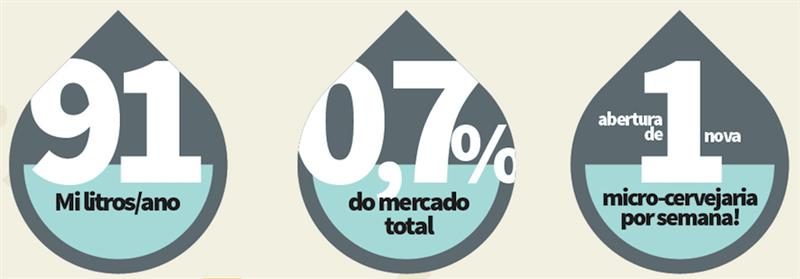 91
Mi litros/ano
0,7%
do mercado
total
abertura
de 1 nova
micro-cervejaria
por semana!